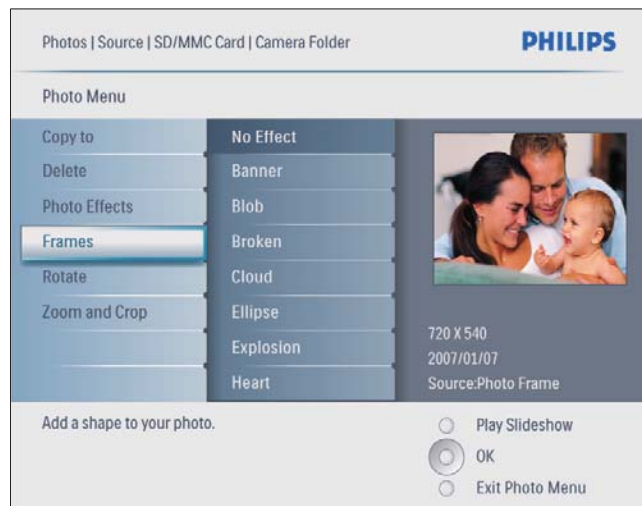 Photos | Source | SD/MMC Card | Camera Folder
PHILIPS
Photo Menu
Copy to
Delete
Photo Effects
Frames
Rotate
Zoom and Crop
No Effect
Banner
Blob
Broken
Cloud
Ellipse
Explosion
Heart
720 X 540
2007/01/07
Source:Photo Frame
Add a shape to your photo.
Play Slideshow
OK
Exit Photo Menu